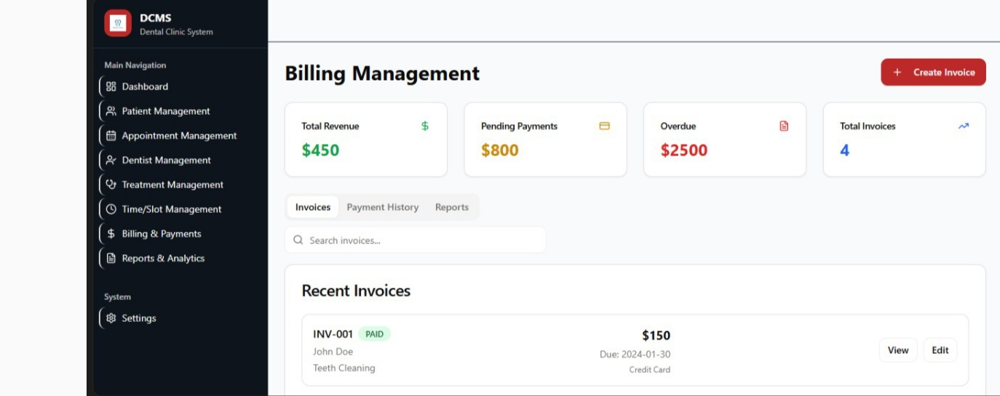 DCMS
Dental Clinic System
Main Navigation
Dashboard
Patient Management
Appointment Management
Dentist Management
Treatment Management
Time/Slot Management
Billing & Payments
Reports & Analytics
System
Settings
Billing Management
+ Create Invoice
Total Revenue $
$450
Pending Payments
$800
Overdue
$2500
Total Invoices
4
Invoices Payment History Reports
Search invoices...
Recent Invoices
INV-001 PAID
John Doe
Teeth Cleaning
$150
Due: 2024-01-30
Credit Card
View Edit